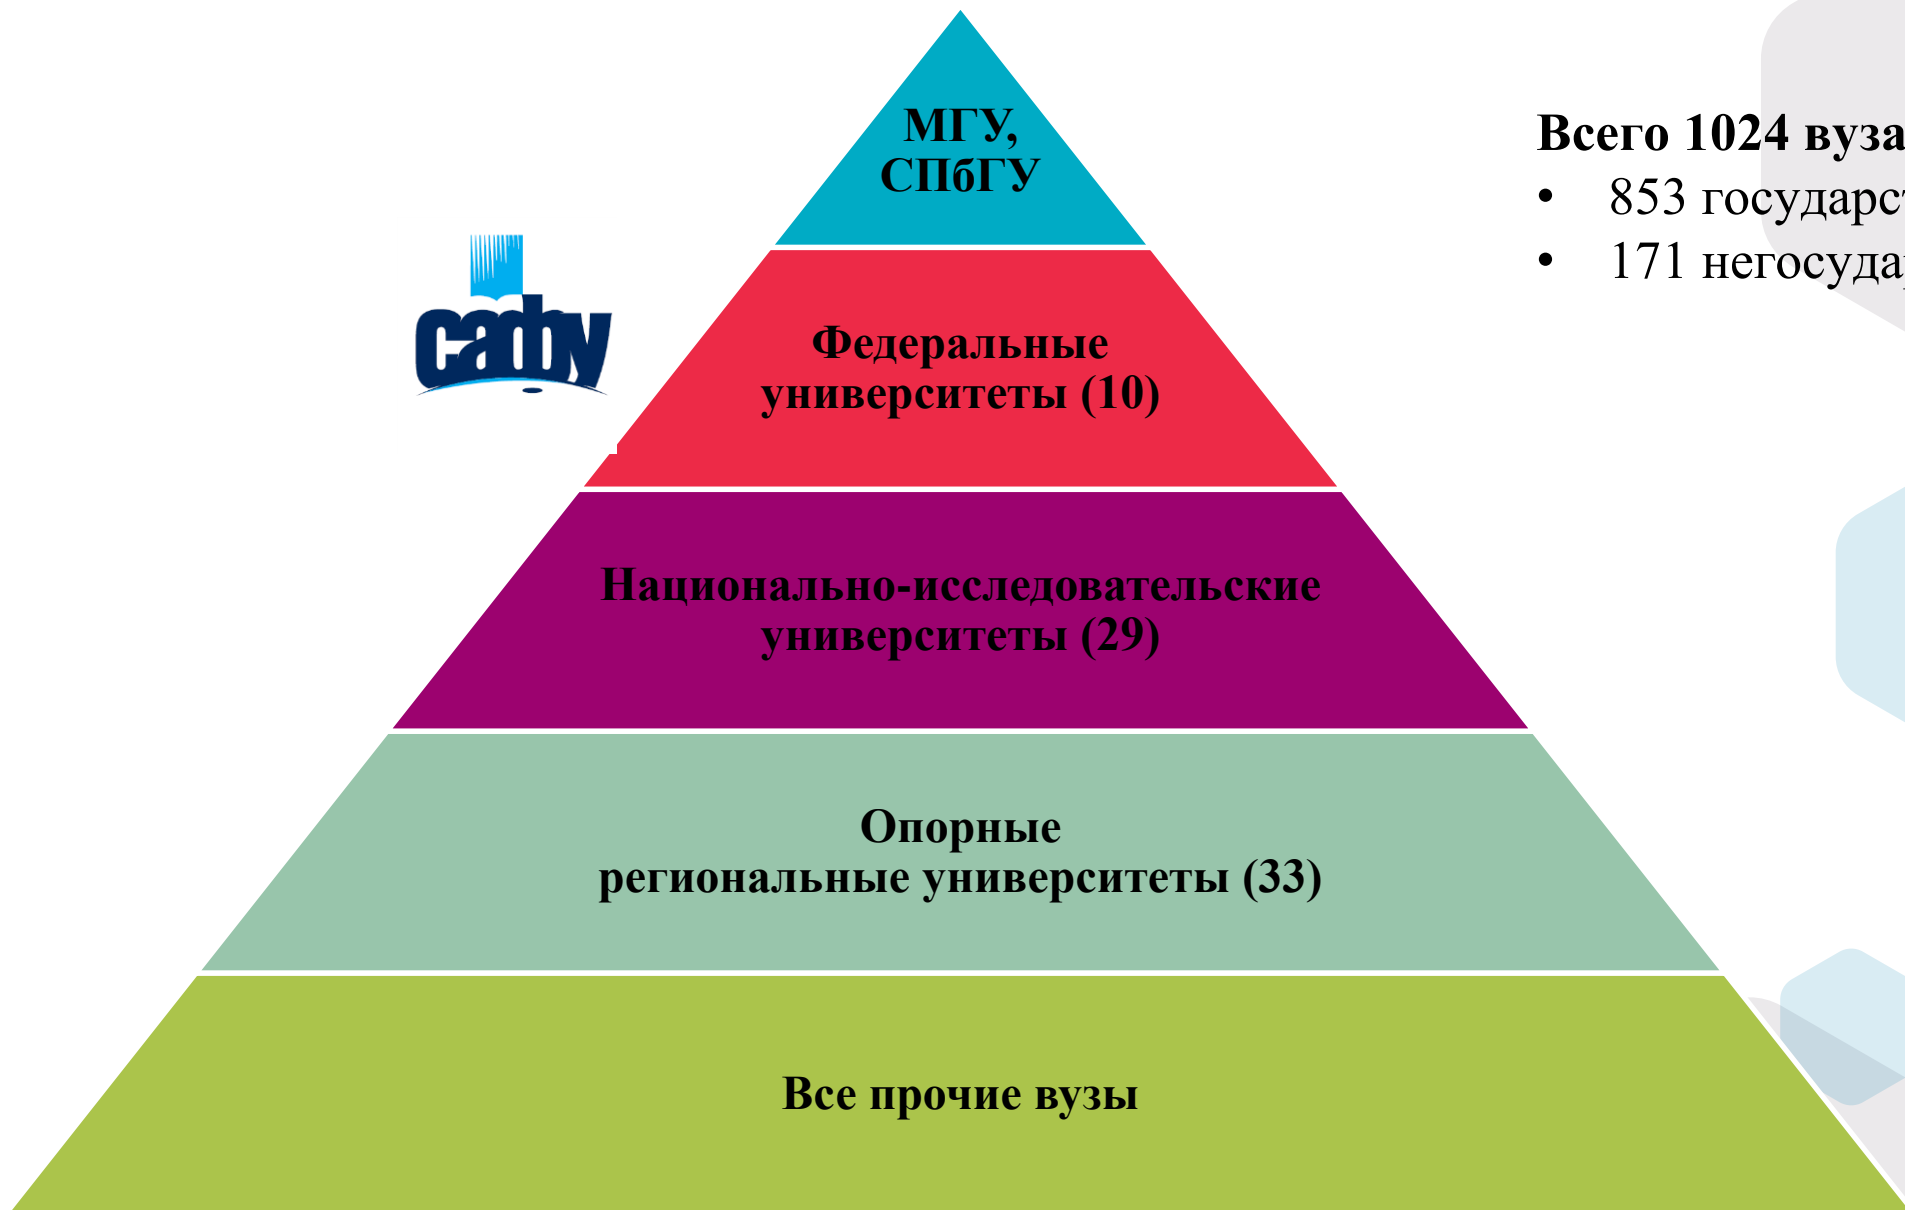 МГУ,
СПбГУ
Всего 1024 вуза
• 853 государс
• 171 негосуда
сафу
Федеральные
университеты (10)
Национально-исследовательские
университеты (29)
Опорные
региональные университеты (33)
Все прочие вузы